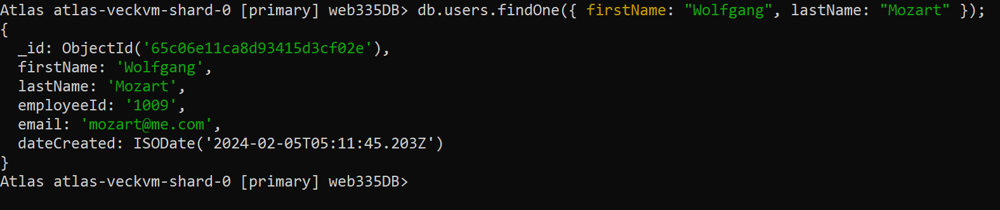 Atlas atlas-veckvm-shard-0 [primary] web335DB> db.users.findOne({ firstName: "Wolfgang", lastName: "Mozart" });
{
  _id: ObjectId('65c06e11ca8d93415d3cf02e'),
  firstName: 'Wolfgang',
  lastName: 'Mozart',
  employeeId: '1009',
  email: 'mozart@me.com',
  dateCreated: ISODate('2024-02-05T05:11:45.203Z')
}
Atlas atlas-veckvm-shard-0 [primary] web335DB>